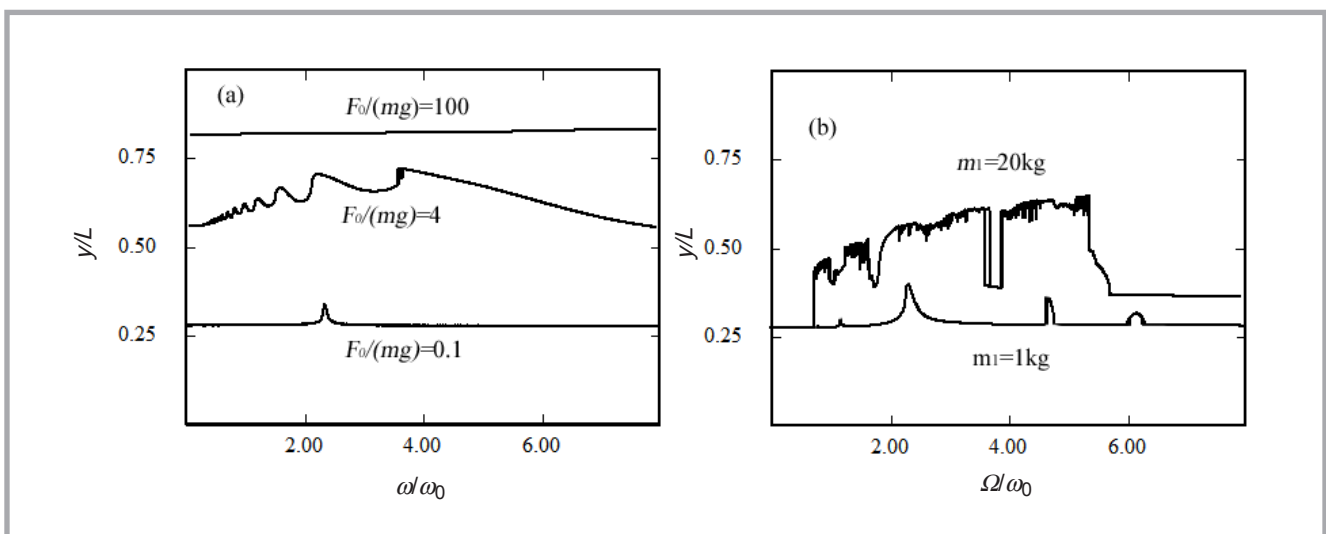 (a)
F₀/(mg)=100
0.75
F₀/(mg)=4
0.50
y/L
0.25
F₀/(mg)=0.1
2.00 4.00 6.00
ω/ω₀
(b)
m₁=20kg
0.75
0.50
y/L
0.25
m₁=1kg
2.00 4.00 6.00
Ω/ω₀